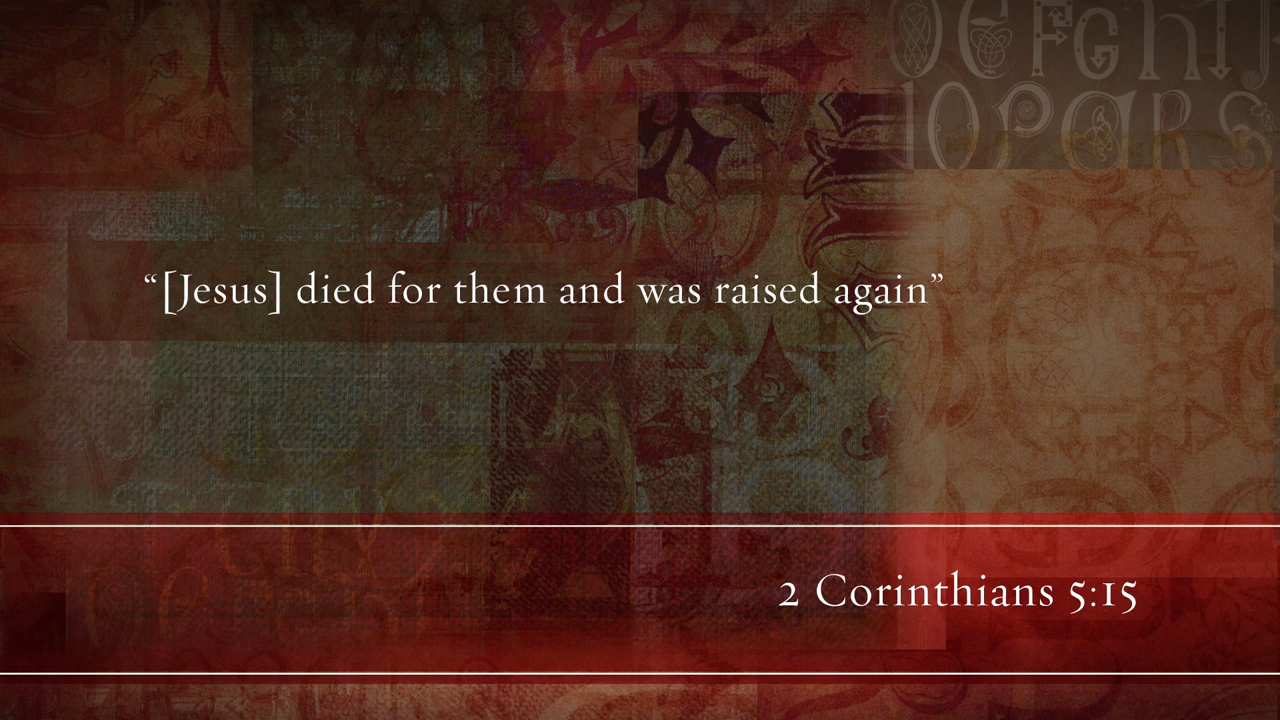 “[Jesus] died for them and was raised again”
2 Corinthians 5:15